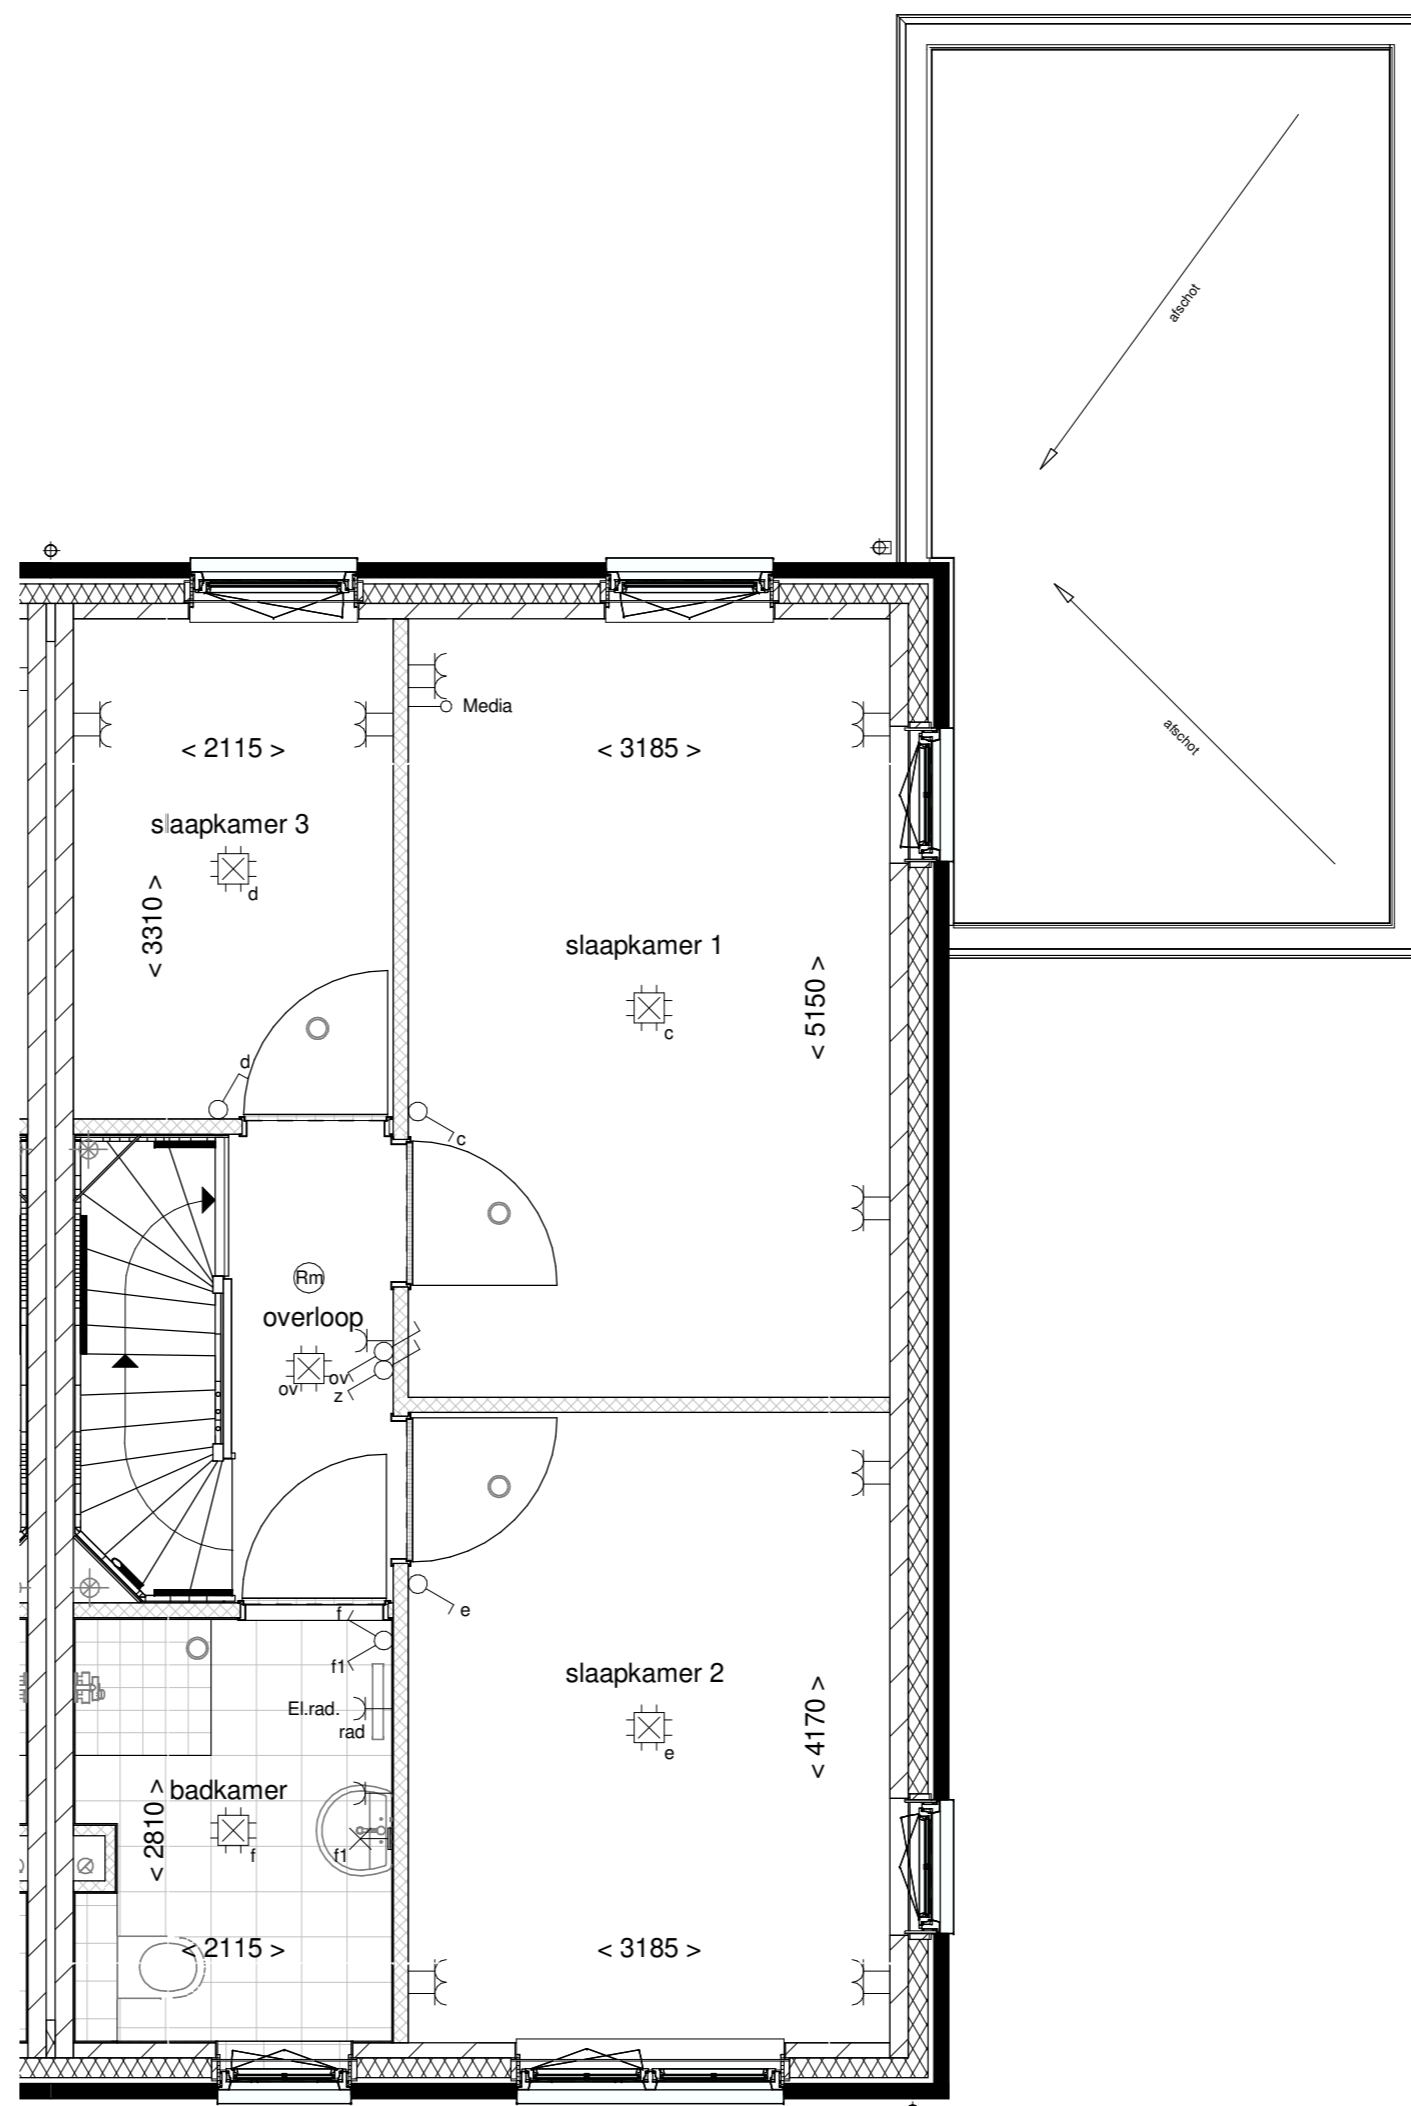 afschot
afschot
Media
< 2115 >
< 3185 >
slaapkamer 3
d
< 3310 >
slaapkamer 1
c
< 5150 >
d
c
Rm
overloop
ov
ov
z
e
f
f1
slaapkamer 2
e
< 4170 >
El.rad.
rad
badkamer
< 2810 >
f
f1
< 2115 >
< 3185 >